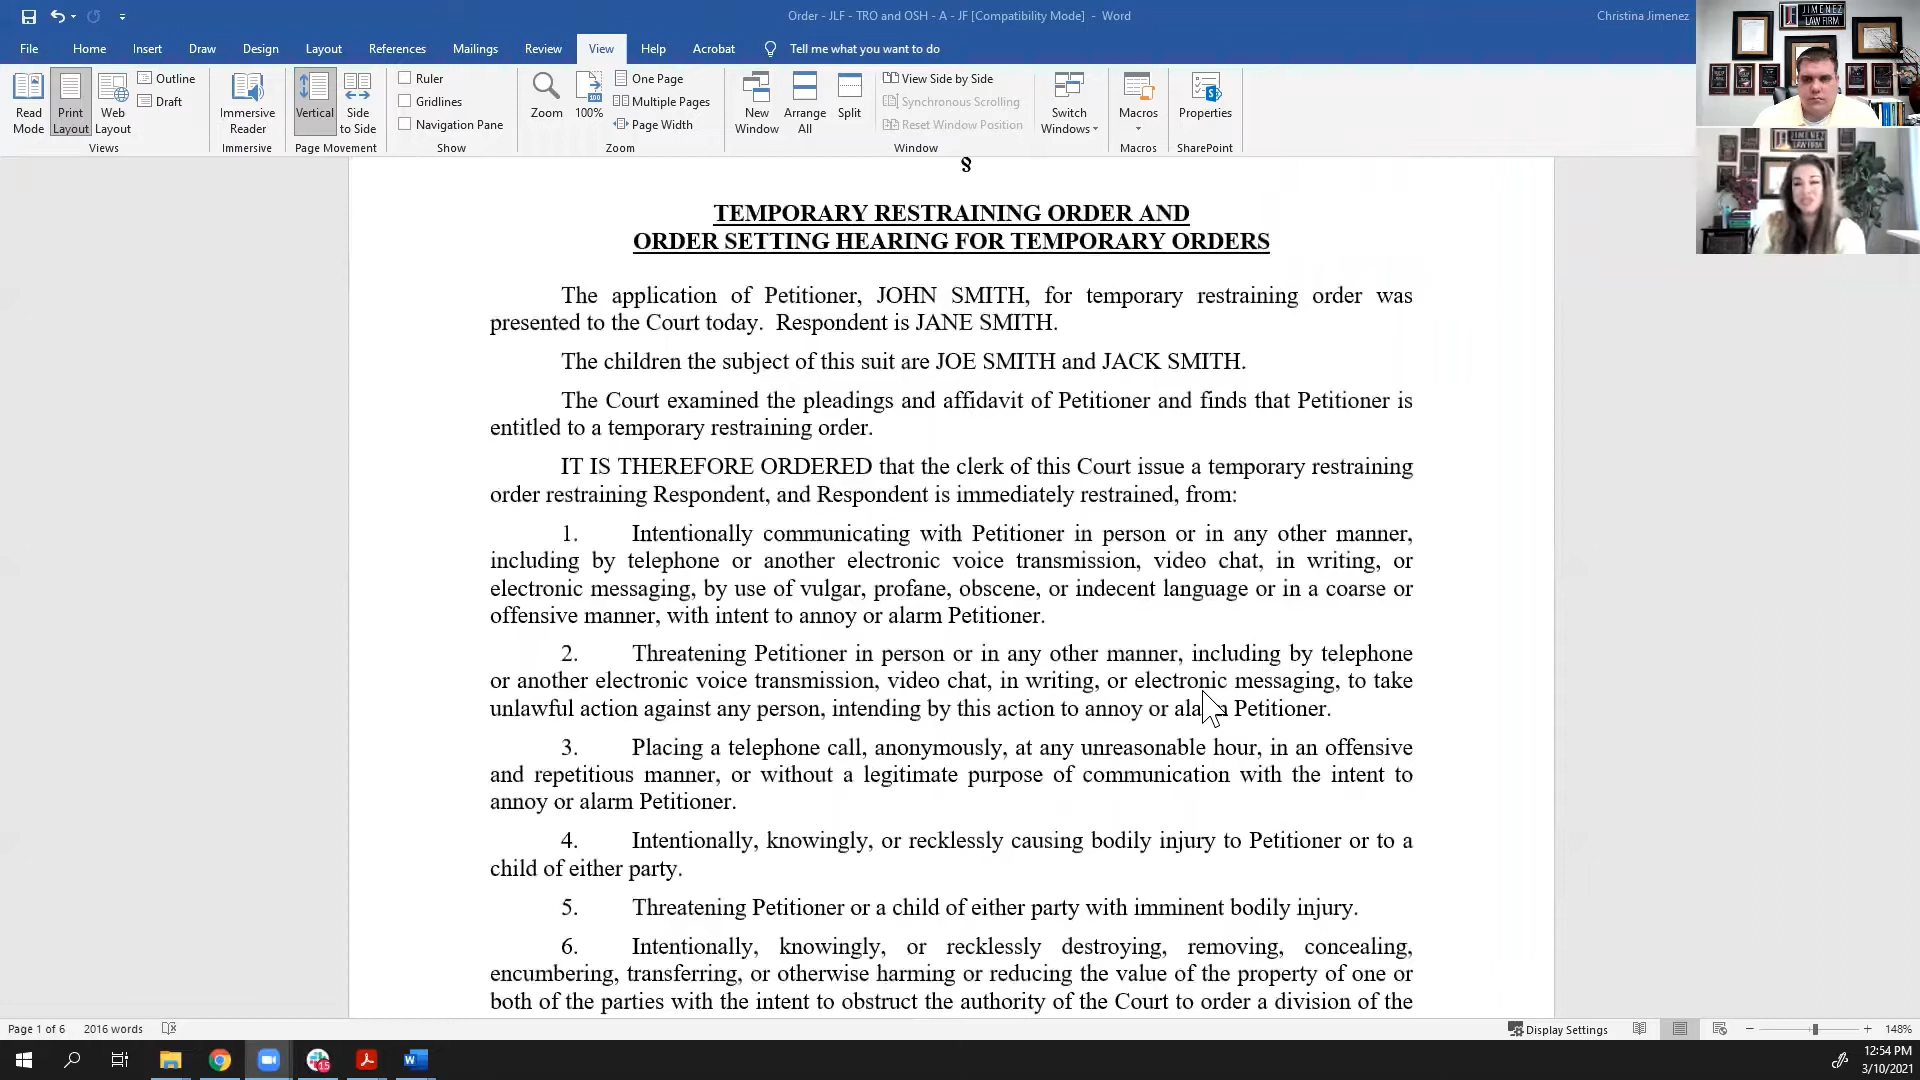 Order - JLF - TRO and OSH - A - JF [Compatibility Mode] - Word
Christina Jimenez
File Home Insert Draw Design Layout References Mailings Review View Help Acrobat Tell me what you want to do
Read Mode
Print Layout
Web Layout
Outline
Draft
Views
Immersive Reader
Immersive
Vertical
Side to Side
Page Movement
Ruler
Gridlines
Navigation Pane
Show
Zoom
100
100%
One Page
Multiple Pages
Page Width
Zoom
New Window
Arrange All
Split
View Side by Side
Synchronous Scrolling
Reset Window Position
Window
Switch Windows
Macros
Macros
Properties
SharePoint
JIMENEZ
LAW FIRM
JIMENEZ
LAW FIRM
§
TEMPORARY RESTRAINING ORDER AND
ORDER SETTING HEARING FOR TEMPORARY ORDERS
The application of Petitioner, JOHN SMITH, for temporary restraining order was
presented to the Court today. Respondent is JANE SMITH.
The children the subject of this suit are JOE SMITH and JACK SMITH.
The Court examined the pleadings and affidavit of Petitioner and finds that Petitioner is
entitled to a temporary restraining order.
IT IS THEREFORE ORDERED that the clerk of this Court issue a temporary restraining
order restraining Respondent, and Respondent is immediately restrained, from:
1. Intentionally communicating with Petitioner in person or in any other manner,
including by telephone or another electronic voice transmission, video chat, in writing, or
electronic messaging, by use of vulgar, profane, obscene, or indecent language or in a coarse or
offensive manner, with intent to annoy or alarm Petitioner.
2. Threatening Petitioner in person or in any other manner, including by telephone
or another electronic voice transmission, video chat, in writing, or electronic messaging, to take
unlawful action against any person, intending by this action to annoy or alarm Petitioner.
3. Placing a telephone call, anonymously, at any unreasonable hour, in an offensive
and repetitious manner, or without a legitimate purpose of communication with the intent to
annoy or alarm Petitioner.
4. Intentionally, knowingly, or recklessly causing bodily injury to Petitioner or to a
child of either party.
5. Threatening Petitioner or a child of either party with imminent bodily injury.
6. Intentionally, knowingly, or recklessly destroying, removing, concealing,
encumbering, transferring, or otherwise harming or reducing the value of the property of one or
both of the parties with the intent to obstruct the authority of the Court to order a division of the
Page 1 of 6 2016 words
Display Settings
148%
15
12:54 PM
3/10/2021